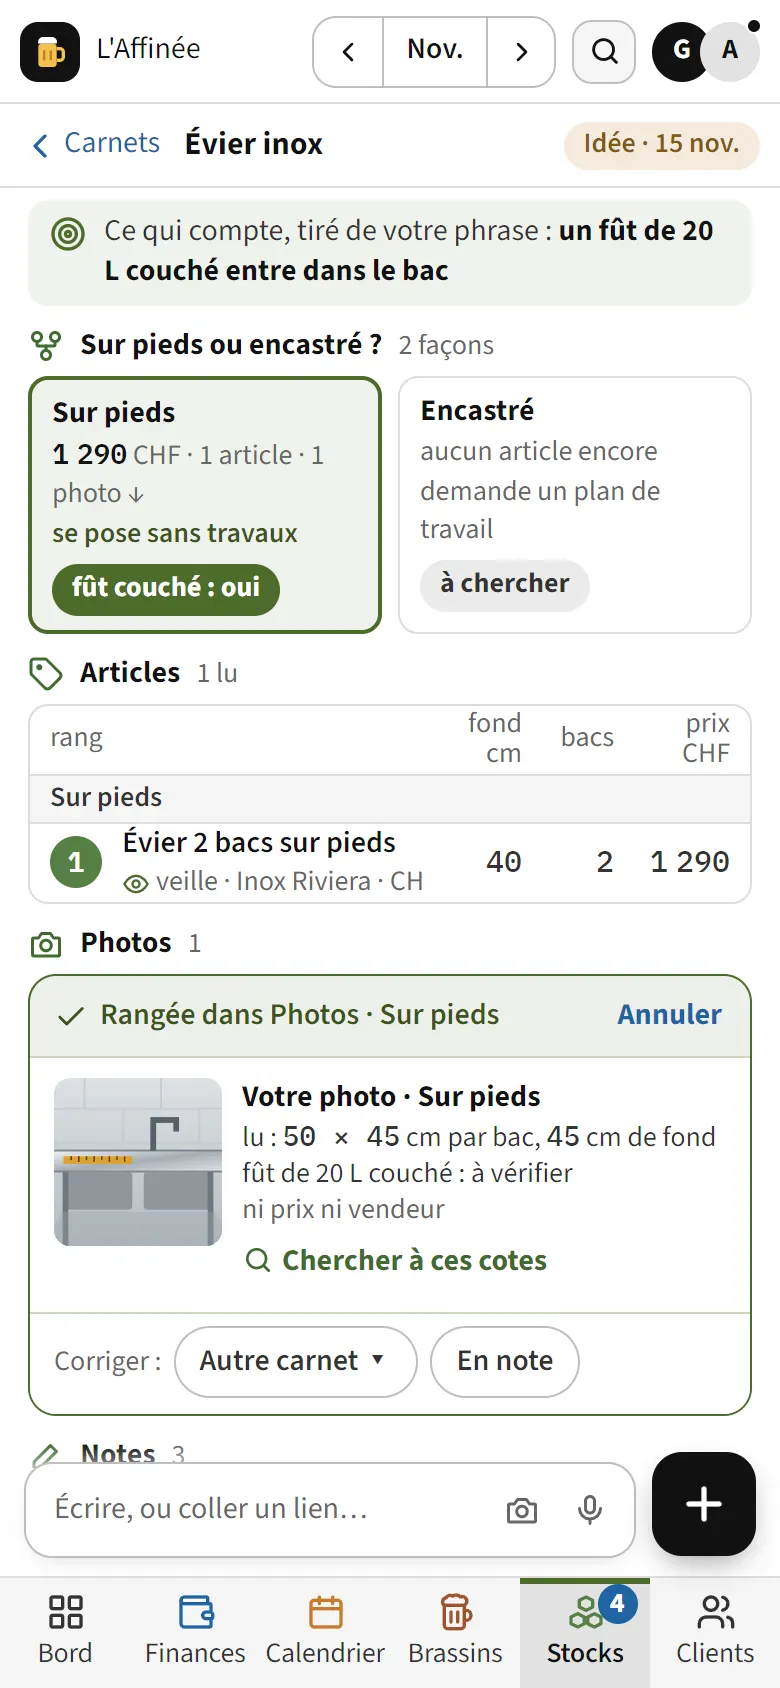 L'Affinée
Nov.
G
A
Carnets
Évier inox
Idée · 15 nov.
Ce qui compte, tiré de votre phrase : un fût de 20
L couché entre dans le bac
Sur pieds ou encastré ? 2 façons
Sur pieds
1 290 CHF · 1 article · 1
photo ↓
se pose sans travaux
fût couché : oui
Encastré
aucun article encore
demande un plan de
travail
à chercher
Articles 1 lu
rang
fond
cm
bacs
prix
CHF
Sur pieds
1
Évier 2 bacs sur pieds
veille · Inox Riviera · CH
40
2
1 290
Photos 1
Rangée dans Photos · Sur pieds
Annuler
Votre photo · Sur pieds
lu : 50 × 45 cm par bac, 45 cm de fond
fût de 20 L couché : à vérifier
ni prix ni vendeur
Chercher à ces cotes
Corriger :
Autre carnet ▼
En note
Notes 3
Écrire, ou coller un lien…
Bord
Finances
Calendrier
Brassins
4
Stocks
Clients